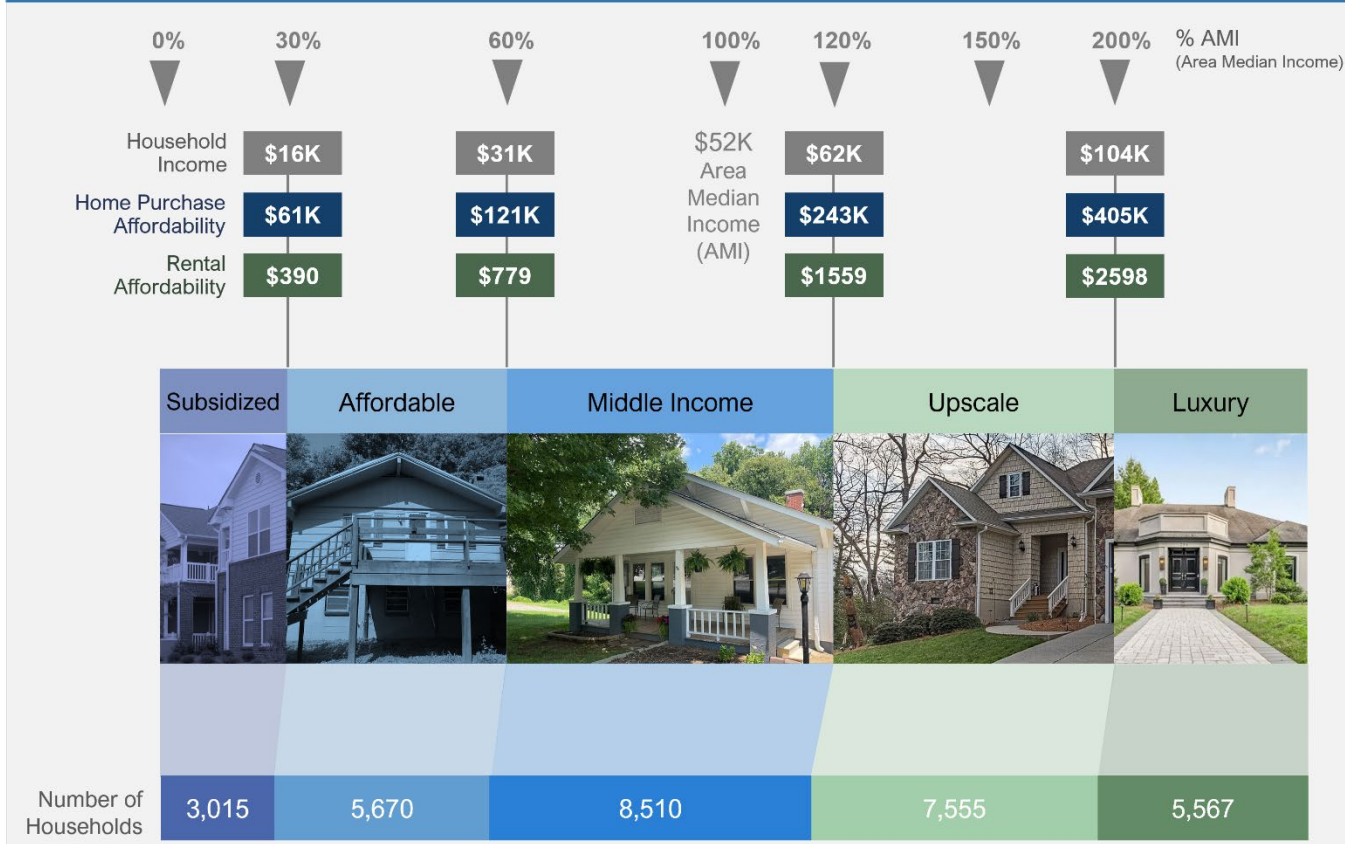 0% 30% 60% 100% 120% 150% 200% % AMI
(Area Median Income)
Household
Income
$16K $31K $62K $104K
$52K
Area
Median
Income
(AMI)
Home Purchase
Affordability
$61K $121K $243K $405K
Rental
Affordability
$390 $779 $1559 $2598
Subsidized Affordable Middle Income Upscale Luxury
Number of
Households
3,015 5,670 8,510 7,555 5,567